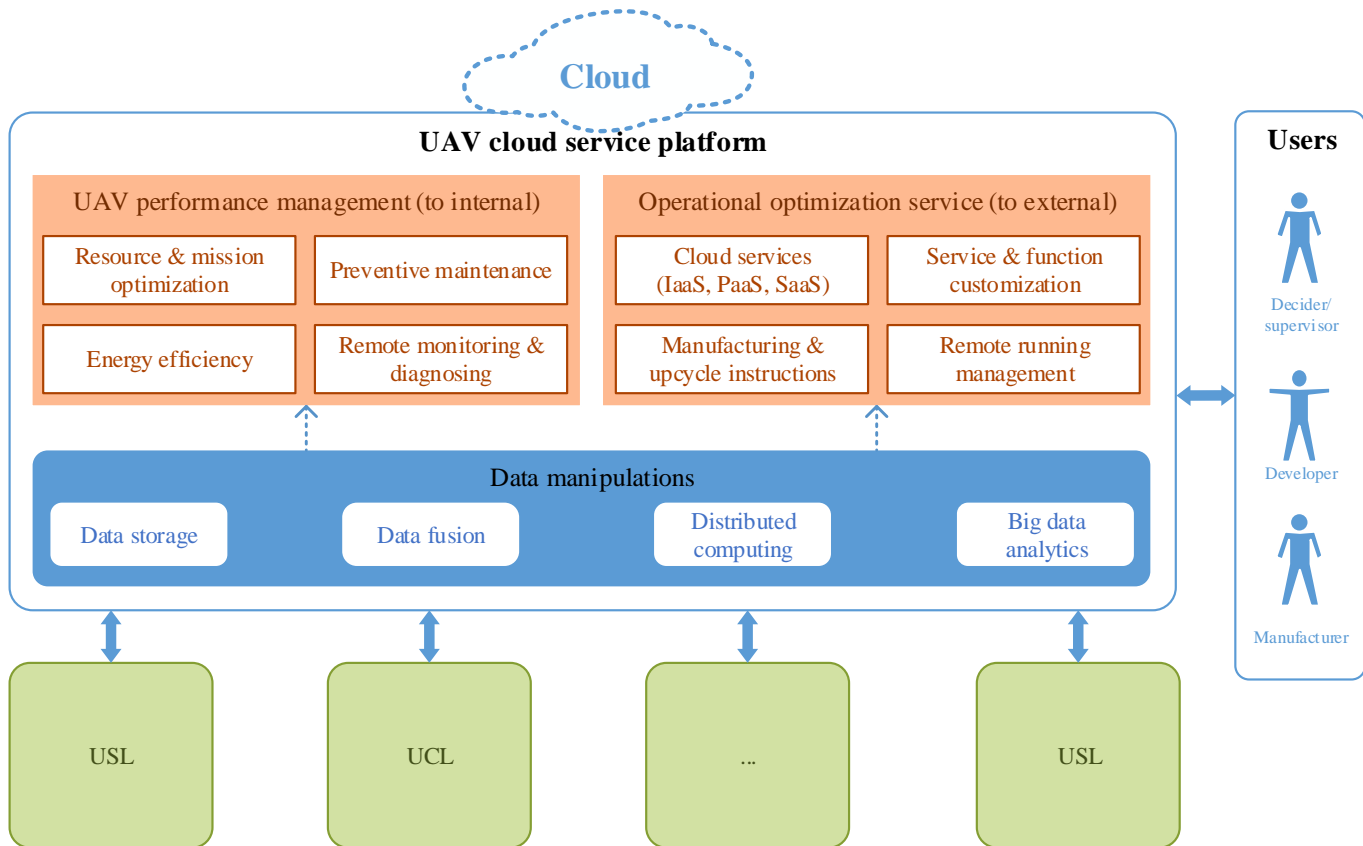 Cloud
UAV cloud service platform
UAV performance management (to internal)
Resource & mission
optimization
Preventive maintenance
Energy efficiency
Remote monitoring &
diagnosing
Operational optimization service (to external)
Cloud services
(IaaS, PaaS, SaaS)
Service & function
customization
Manufacturing &
upcycle instructions
Remote running
management
Data manipulations
Data storage
Data fusion
Distributed
computing
Big data
analytics
USL
UCL
...
USL
Users
Decider/
supervisor
Developer
Manufacturer